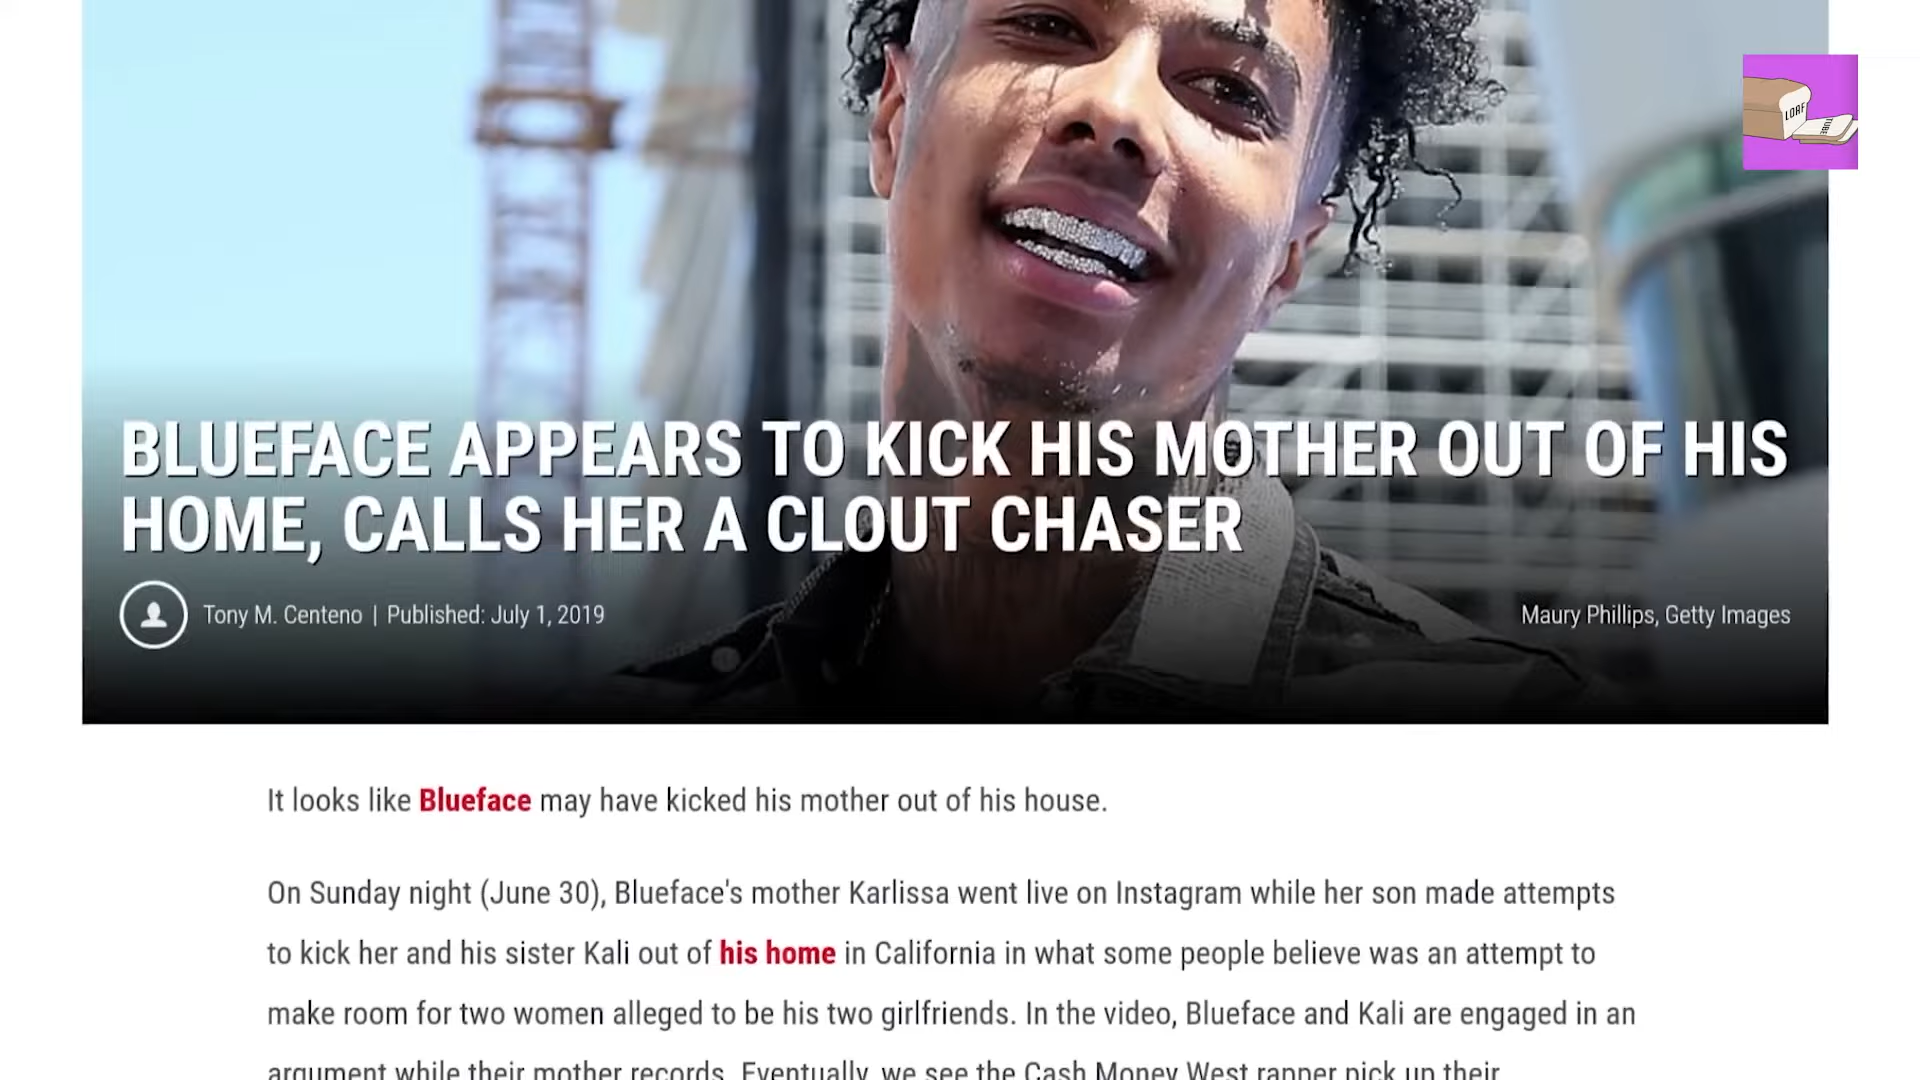 LOAF
TUBE
BLUEFACE APPEARS TO KICK HIS MOTHER OUT OF HIS
HOME, CALLS HER A CLOUT CHASER
Tony M. Centeno | Published: July 1, 2019
Maury Phillips, Getty Images
It looks like Blueface may have kicked his mother out of his house.
On Sunday night (June 30), Blueface's mother Karlissa went live on Instagram while her son made attempts
to kick her and his sister Kali out of his home in California in what some people believe was an attempt to
make room for two women alleged to be his two girlfriends. In the video, Blueface and Kali are engaged in an
argument while their mother records. Eventually, we see the Cash Money West rapper pick up their